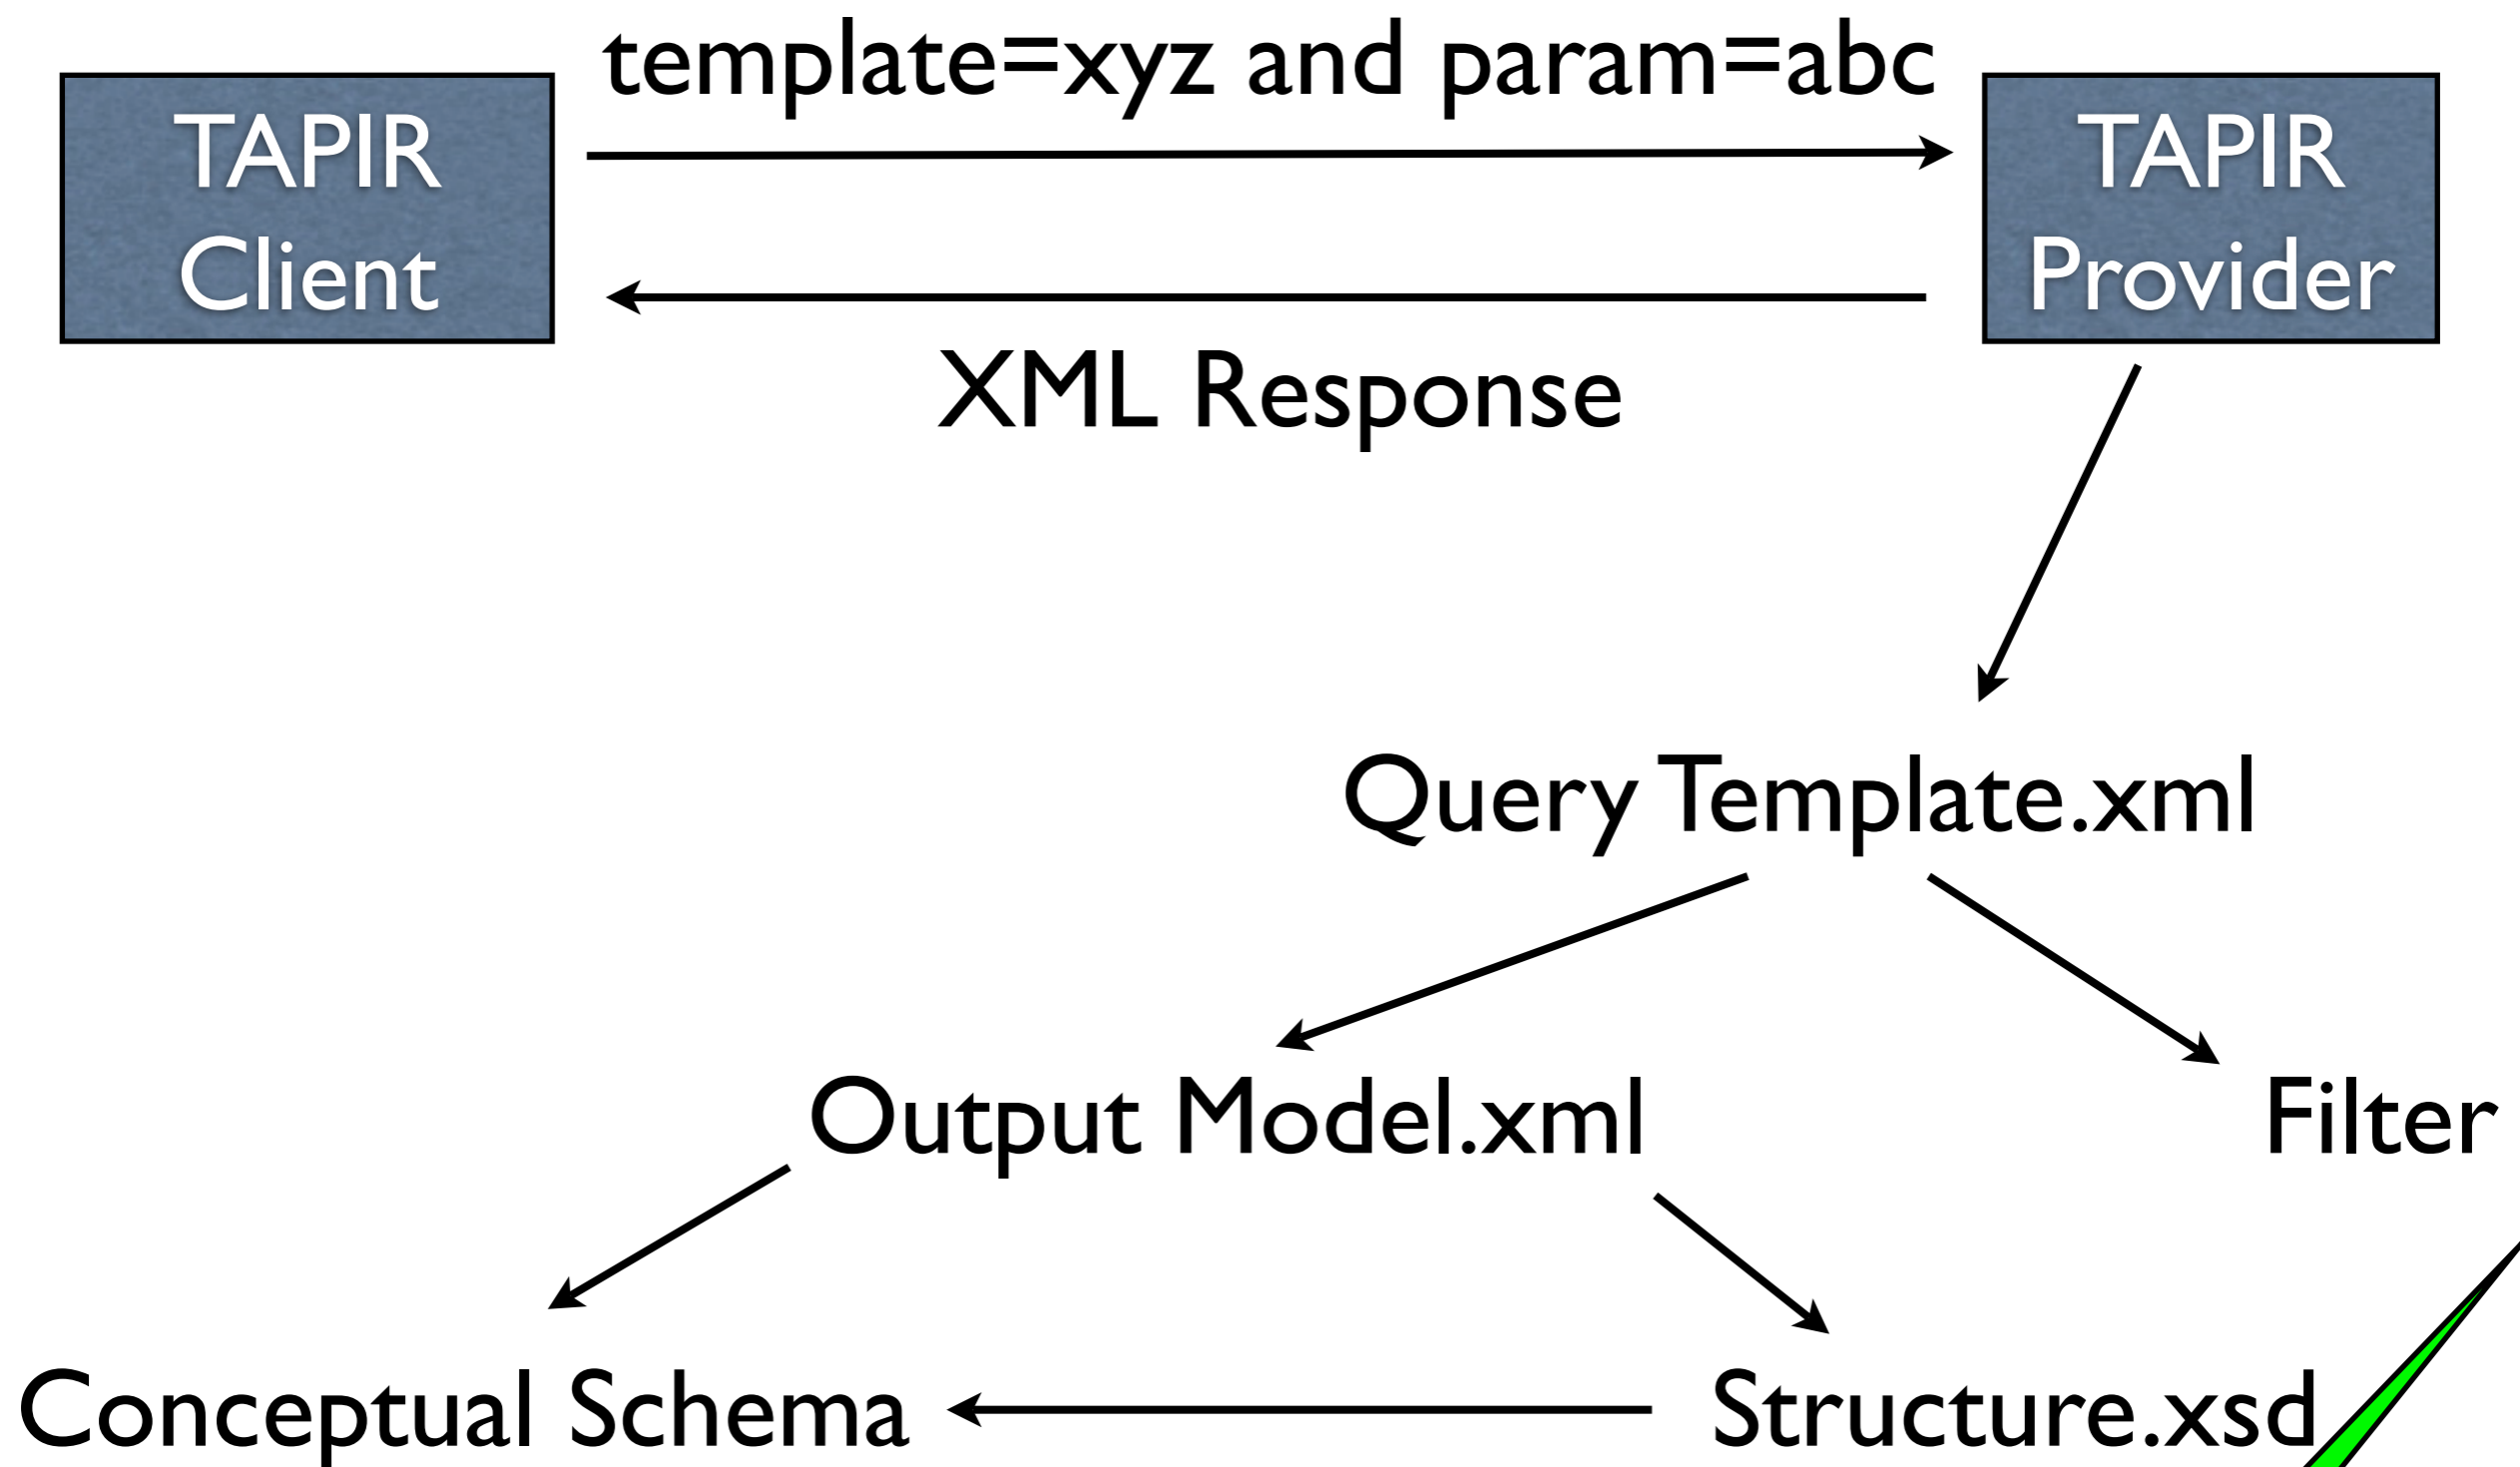 template=xyz and param=abc
TAPIR
Client
TAPIR
Provider
XML Response
Query Template.xml
Output Model.xml
Filter
Conceptual Schema
Structure.xsd